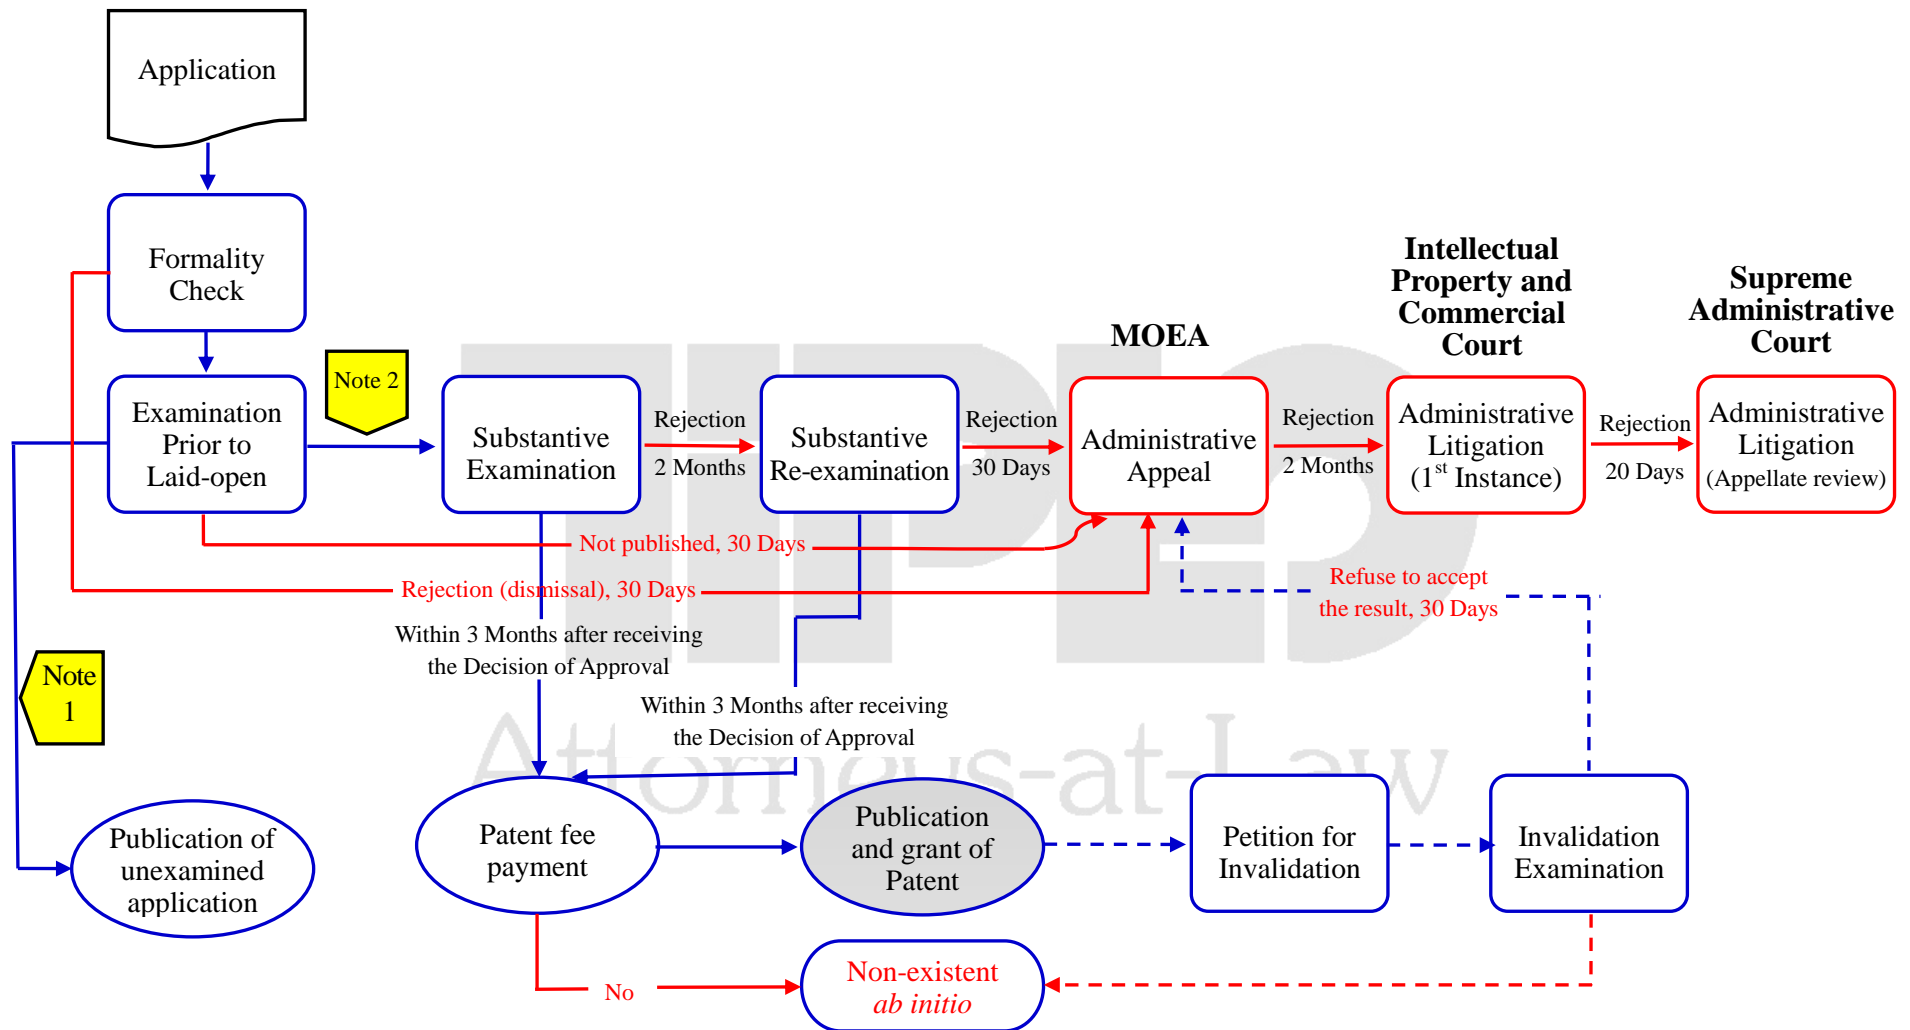 Application
Formality
Check
Intellectual
Property and
Commercial
Court
Supreme
Administrative
Court
MOEA
Note 2
Examination
Prior to
Laid-open
Substantive
Examination
Rejection
2 Months
Substantive
Re-examination
Rejection
30 Days
Administrative
Appeal
Rejection
2 Months
Administrative
Litigation
(1st Instance)
Rejection
20 Days
Administrative
Litigation
(Appellate review)
Not published, 30 Days
Rejection (dismissal), 30 Days
Refuse to accept
the result, 30 Days
Within 3 Months after receiving
the Decision of Approval
Note
1
Within 3 Months after receiving
the Decision of Approval
TIPLO
Attorneys-at-Law
Publication of
unexamined
application
Patent fee
payment
Publication
and grant of
Patent
Petition for
Invalidation
Invalidation
Examination
No
Non-existent
ab initio